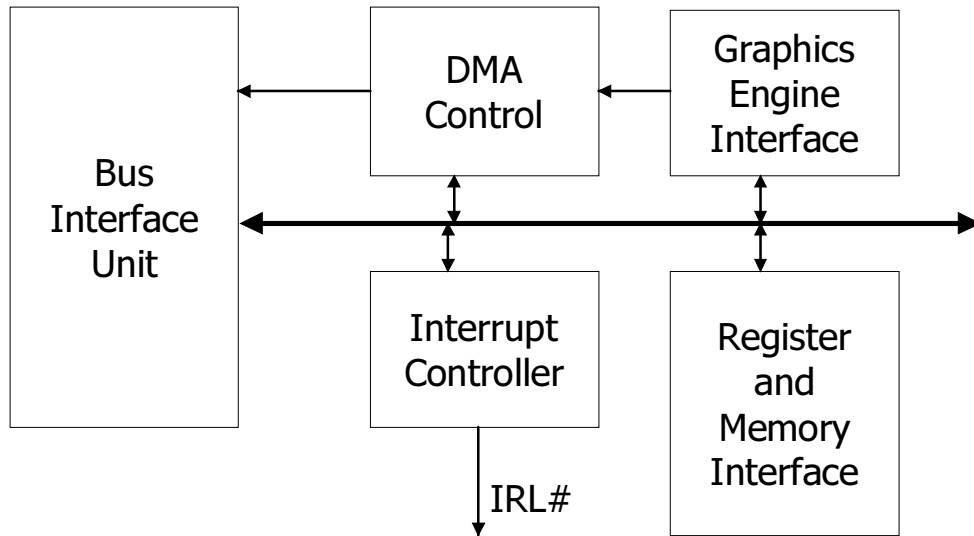 Bus
Interface
Unit
DMA
Control
Graphics
Engine
Interface
Interrupt
Controller
Register
and
Memory
Interface
IRL#